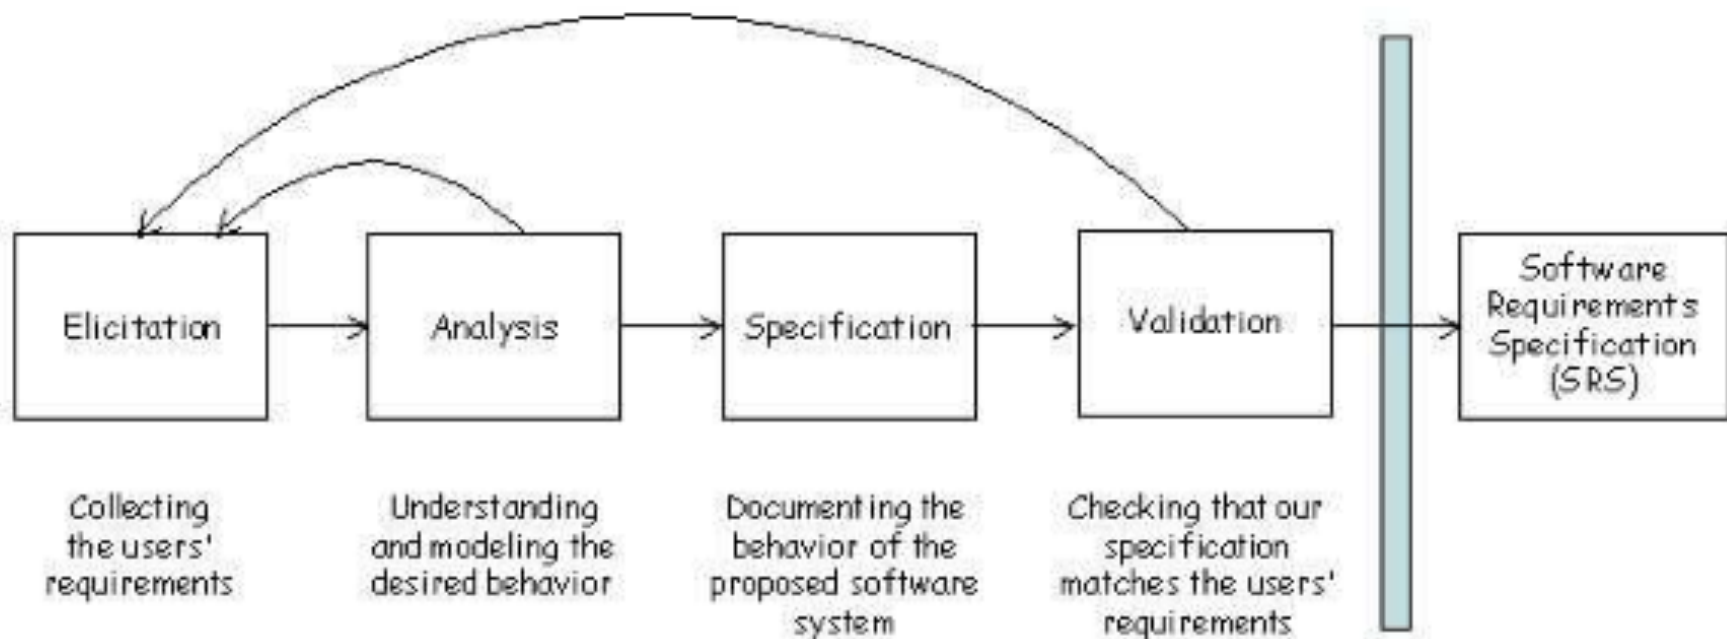 Elicitation
Analysis
Specification
Validation
Software
Requirements
Specification
(SRS)
Collecting
the users'
requirements
Understanding
and modeling the
desired behavior
Documenting the
behavior of the
proposed software
system
Checking that our
specification
matches the users'
requirements